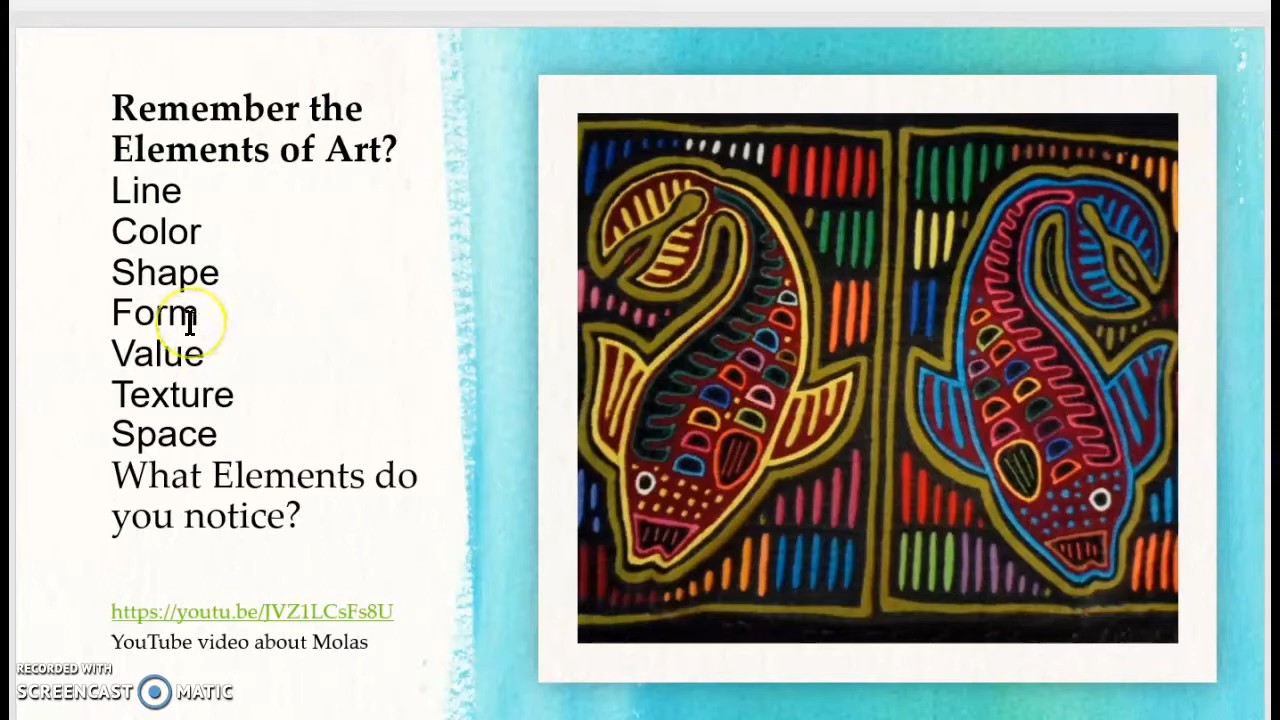 Remember the
Elements of Art?
Line
Color
Shape
Form
Value
Texture
Space
What Elements do
you notice?
https://youtu.be/JVZ1LCsFs8U
YouTube video about Molas
RECORDED WITH
SCREENCAST MATIC